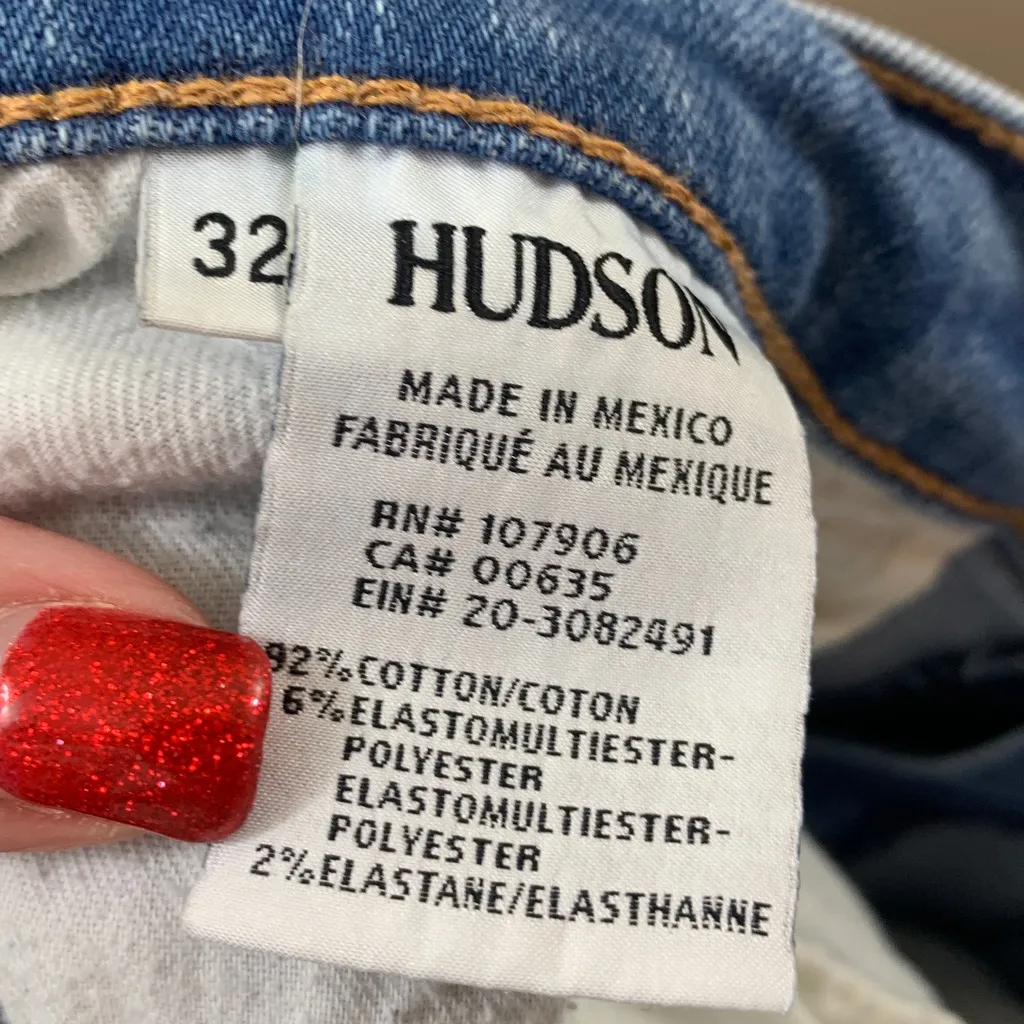 32
HUDSON
MADE IN MEXICO
FABRIQUÉ AU MEXIQUE
RN# 107906
CA# 00635
EIN# 20-3082491
92% COTTON/COTON
6% ELASTOMULTIESTER-
POLYESTER
ELASTOMULTIESTER-
POLYESTER
2% ELASTANE/ELASTHANNE